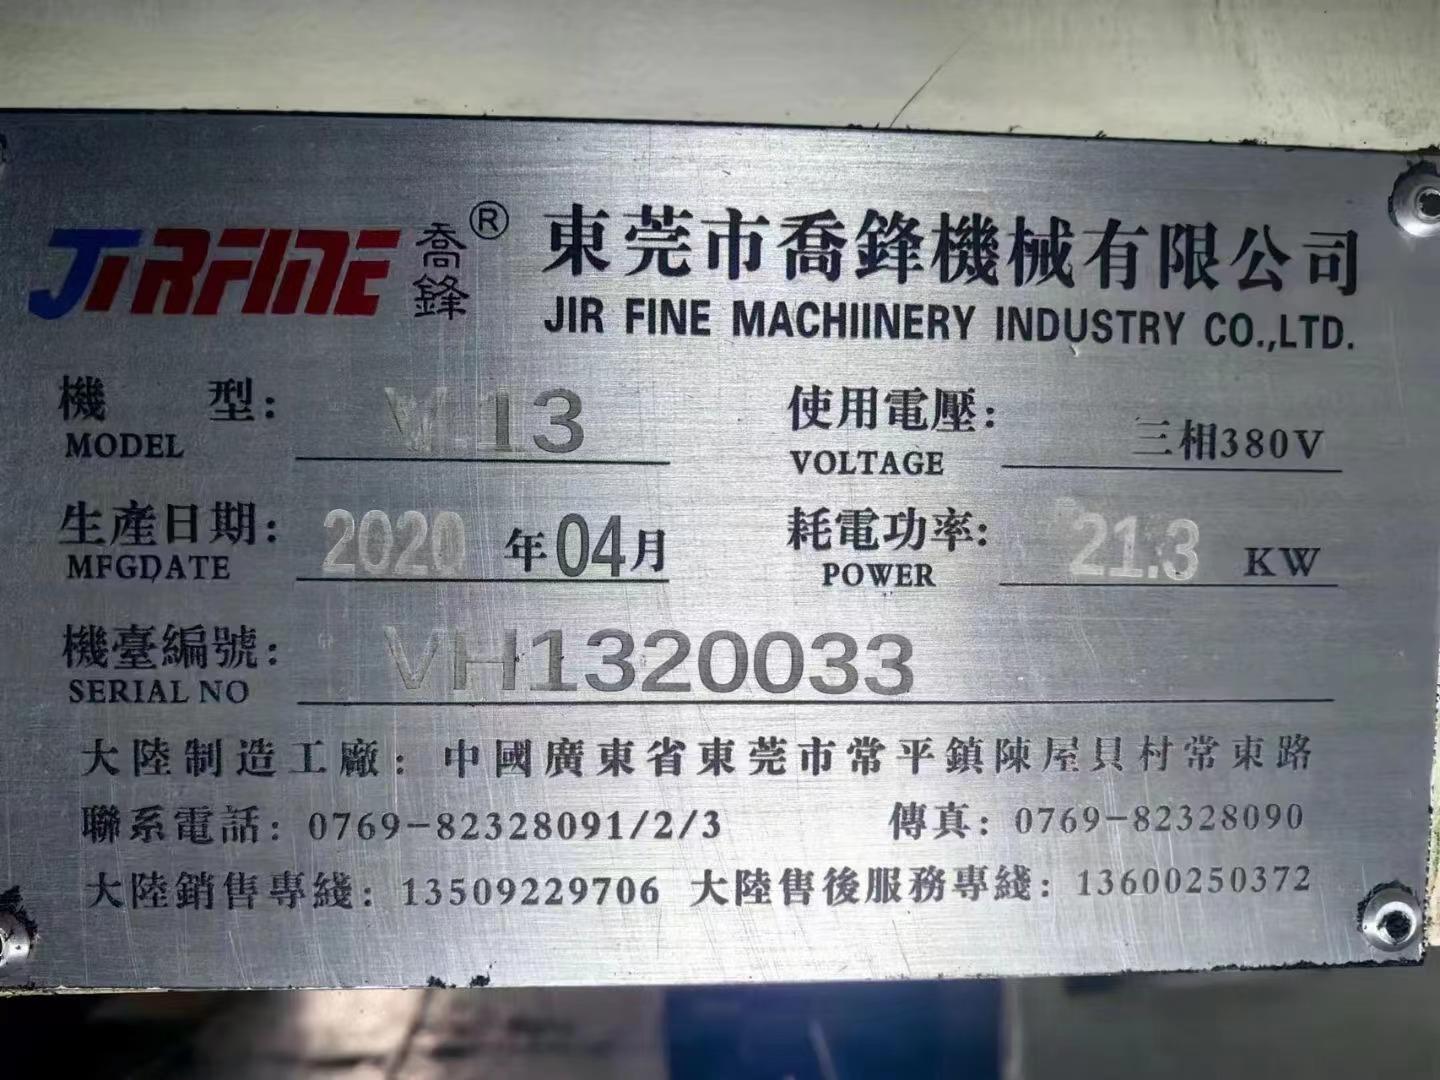 JIRFINE 喬鋒® 東莞市喬鋒機械有限公司
JIR FINE MACHIINERY INDUSTRY CO.,LTD.
機 型: 13 使用電壓: 三相380V
MODEL VOLTAGE
生產日期: 2020 年 04 月 耗電功率: 21.3 KW
MFGDATE POWER
機臺編號: VH1320033
SERIAL NO
大陸制造工廠: 中國廣東省東莞市常平鎮陳屋貝村常東路
聯系電話: 0769-82328091/2/3 傳真: 0769-82328090
大陸銷售專綫: 13509229706 大陸售後服務專綫: 13600250372